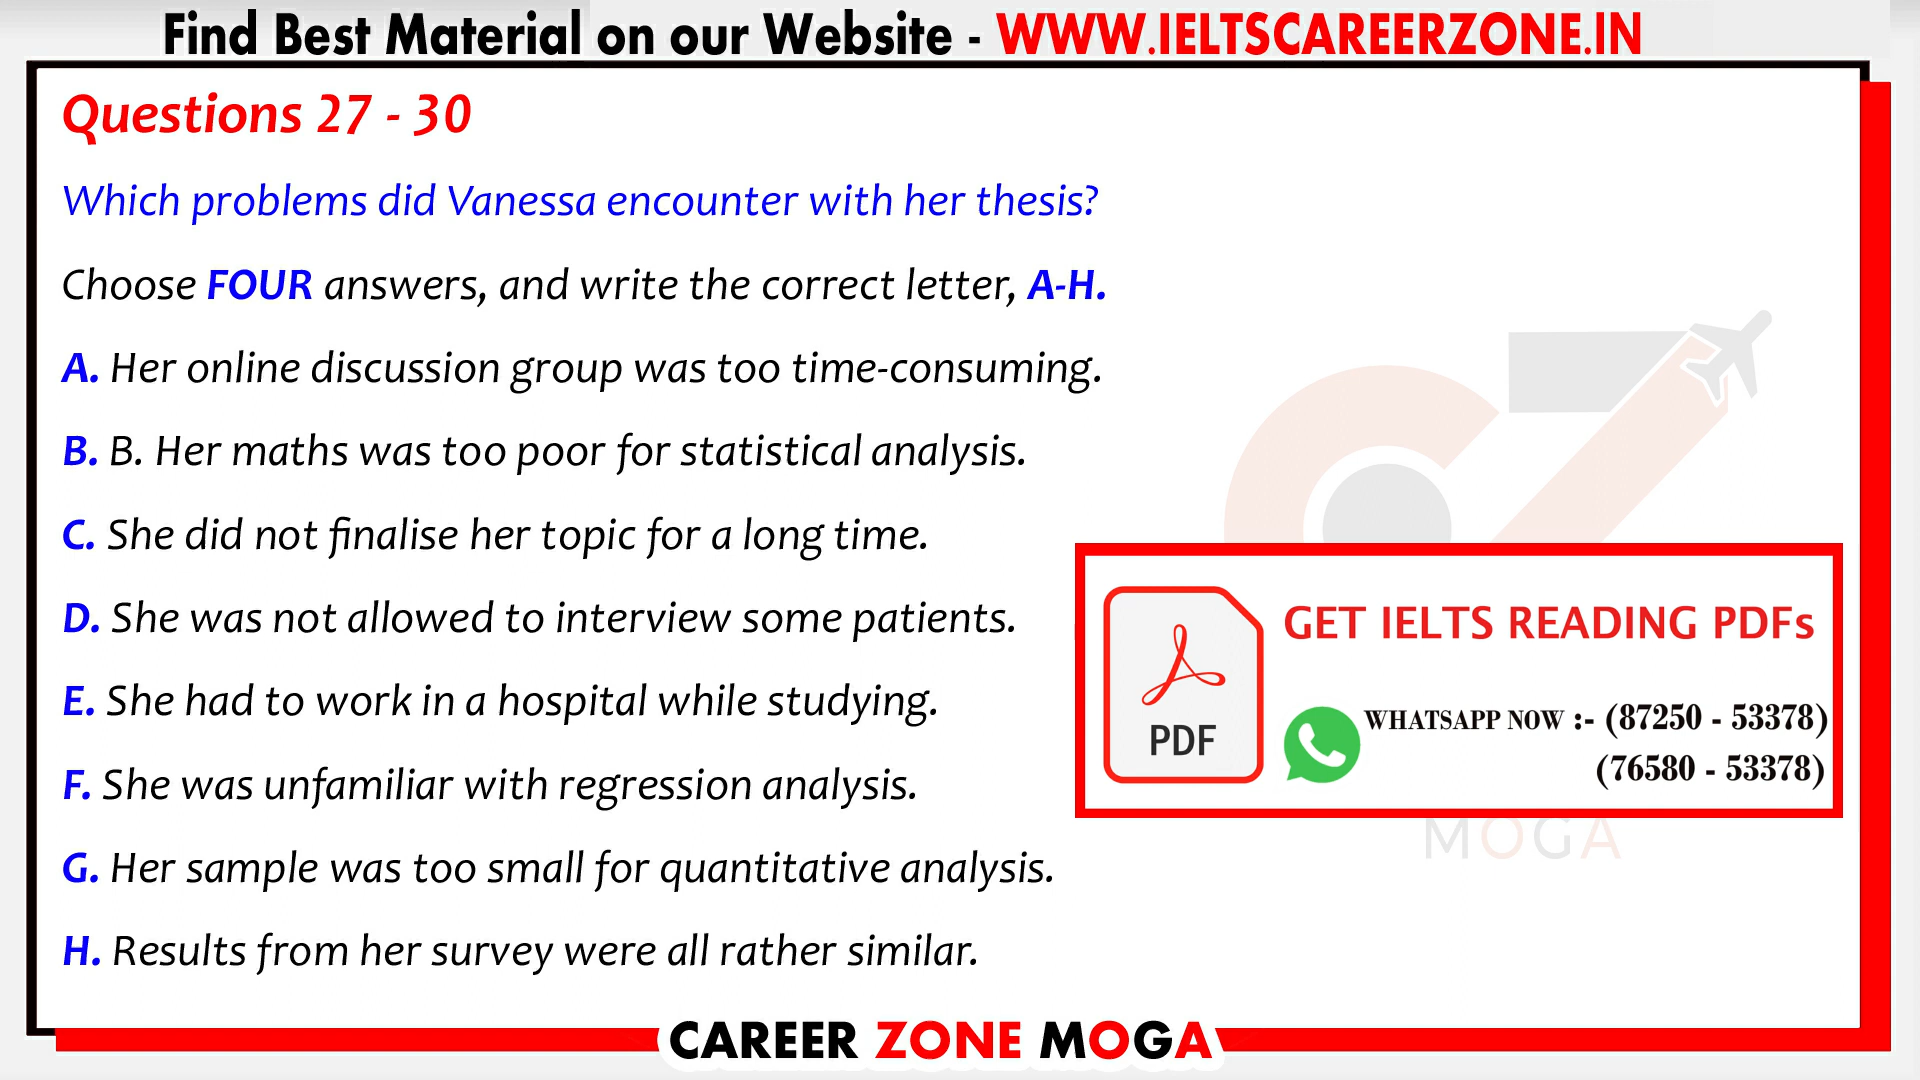 Find Best Material on our Website - WWW.IELTSCAREERZONE.IN
Questions 27 - 30
Which problems did Vanessa encounter with her thesis?
Choose FOUR answers, and write the correct letter, A-H.
A. Her online discussion group was too time-consuming.
B. B. Her maths was too poor for statistical analysis.
C. She did not finalise her topic for a long time.
D. She was not allowed to interview some patients.
E. She had to work in a hospital while studying.
F. She was unfamiliar with regression analysis.
G. Her sample was too small for quantitative analysis.
H. Results from her survey were all rather similar.
GET IELTS READING PDFs
PDF
WHATSAPP NOW :- (87250 - 53378)
(76580 - 53378)
MOGA
CAREER ZONE MOGA